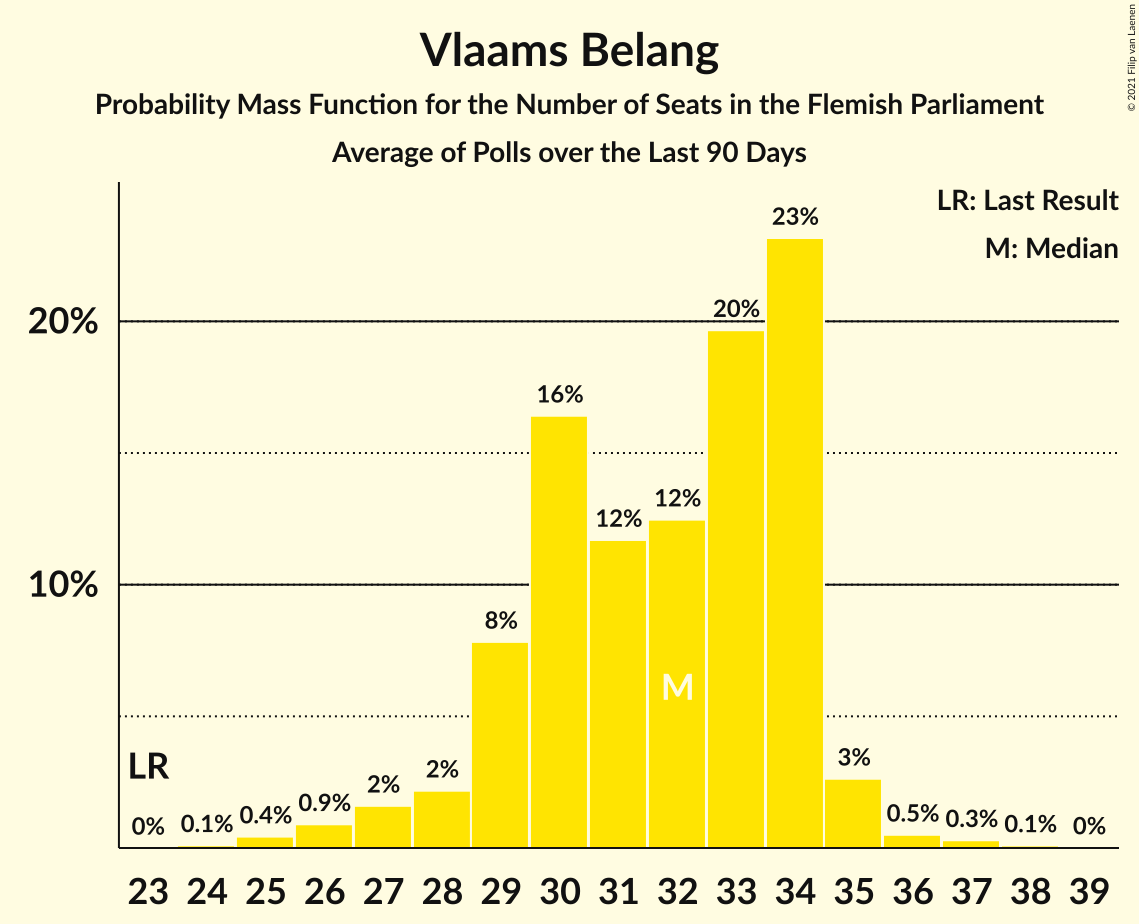 Vlaams Belang
Probability Mass Function for the Number of Seats in the Flemish Parliament
Average of Polls over the Last 90 Days
© 2021 Filip van Laenen
LR: Last Result
M: Median
23%
20%
20%
16%
12%
12%
10%
8%
M
LR
3%
2%
2%
0.9%
0.4%
0.1%
0%
0.5%
0.3%
0.1%
0%
23 24 25 26 27 28 29 30 31 32 33 34 35 36 37 38 39